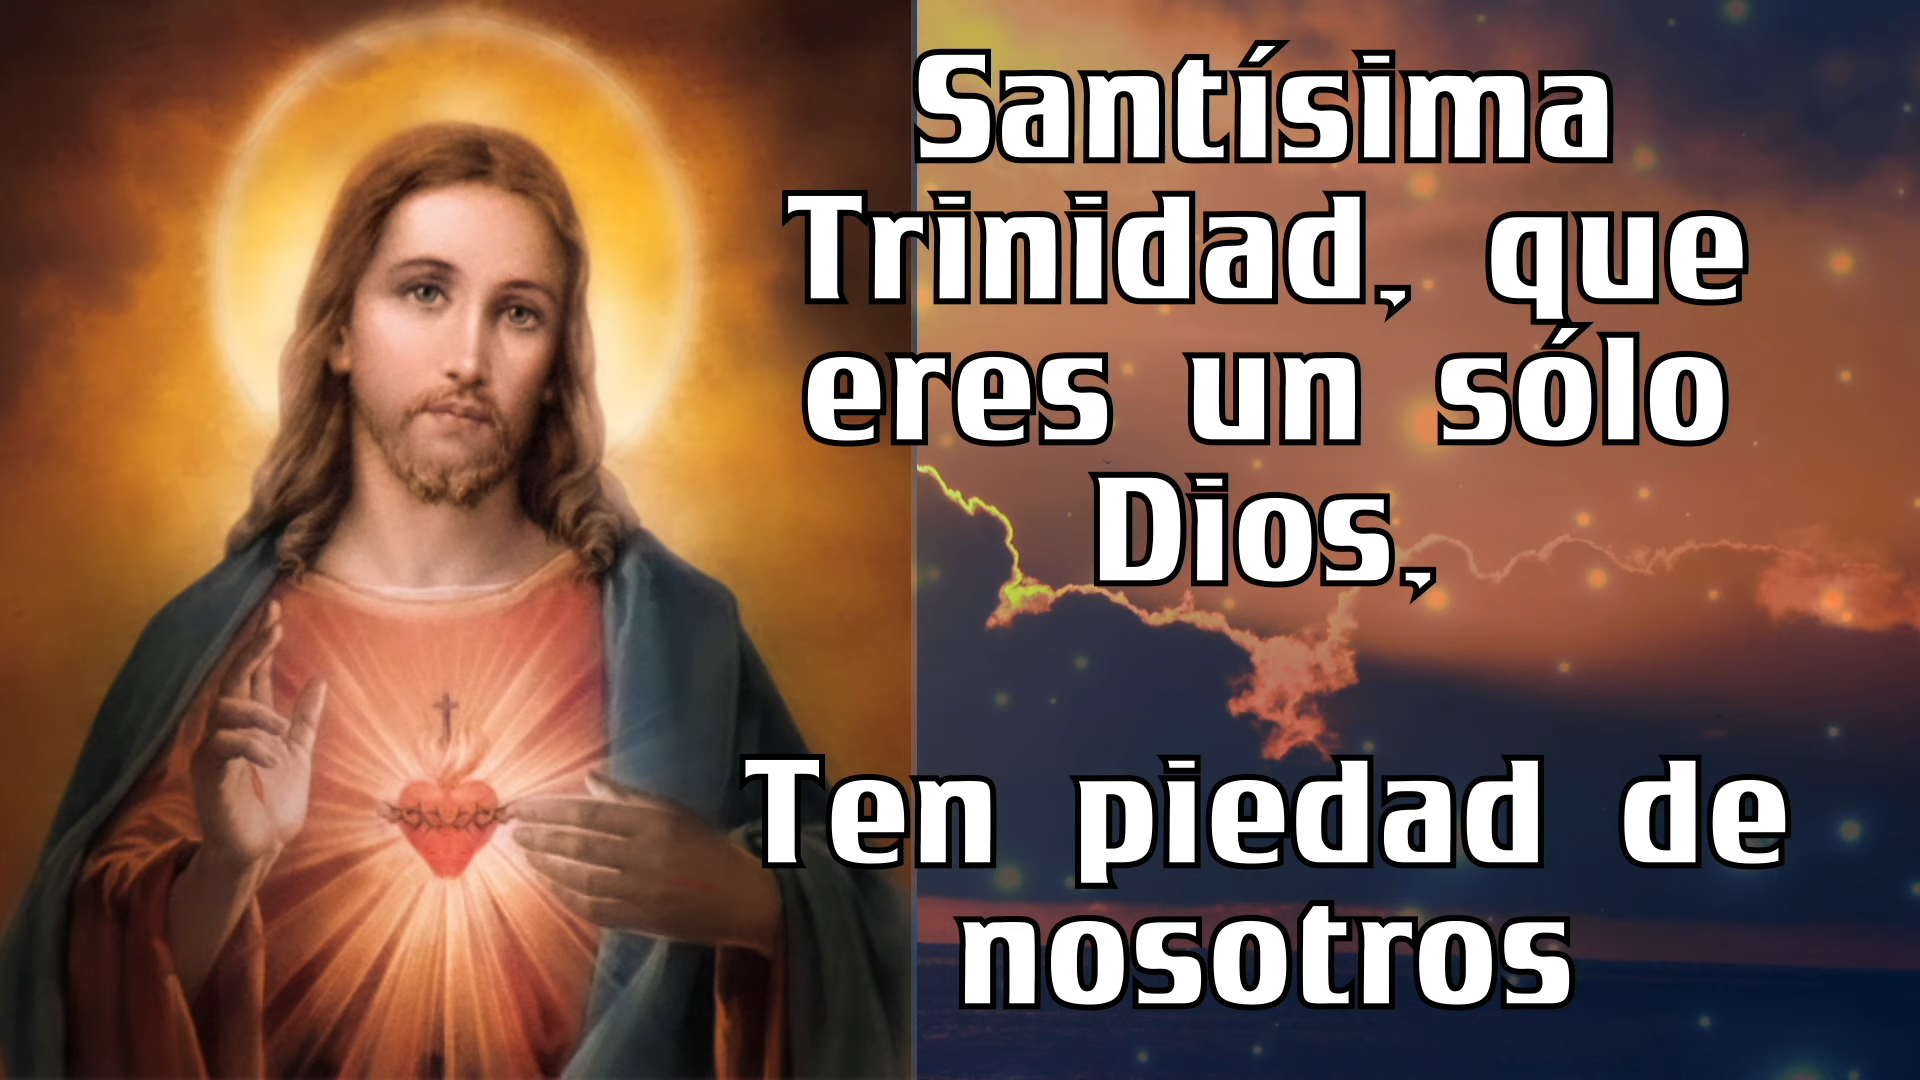 Santísima
Trinidad, que
eres un sólo
Dios,
Ten piedad de
nosotros